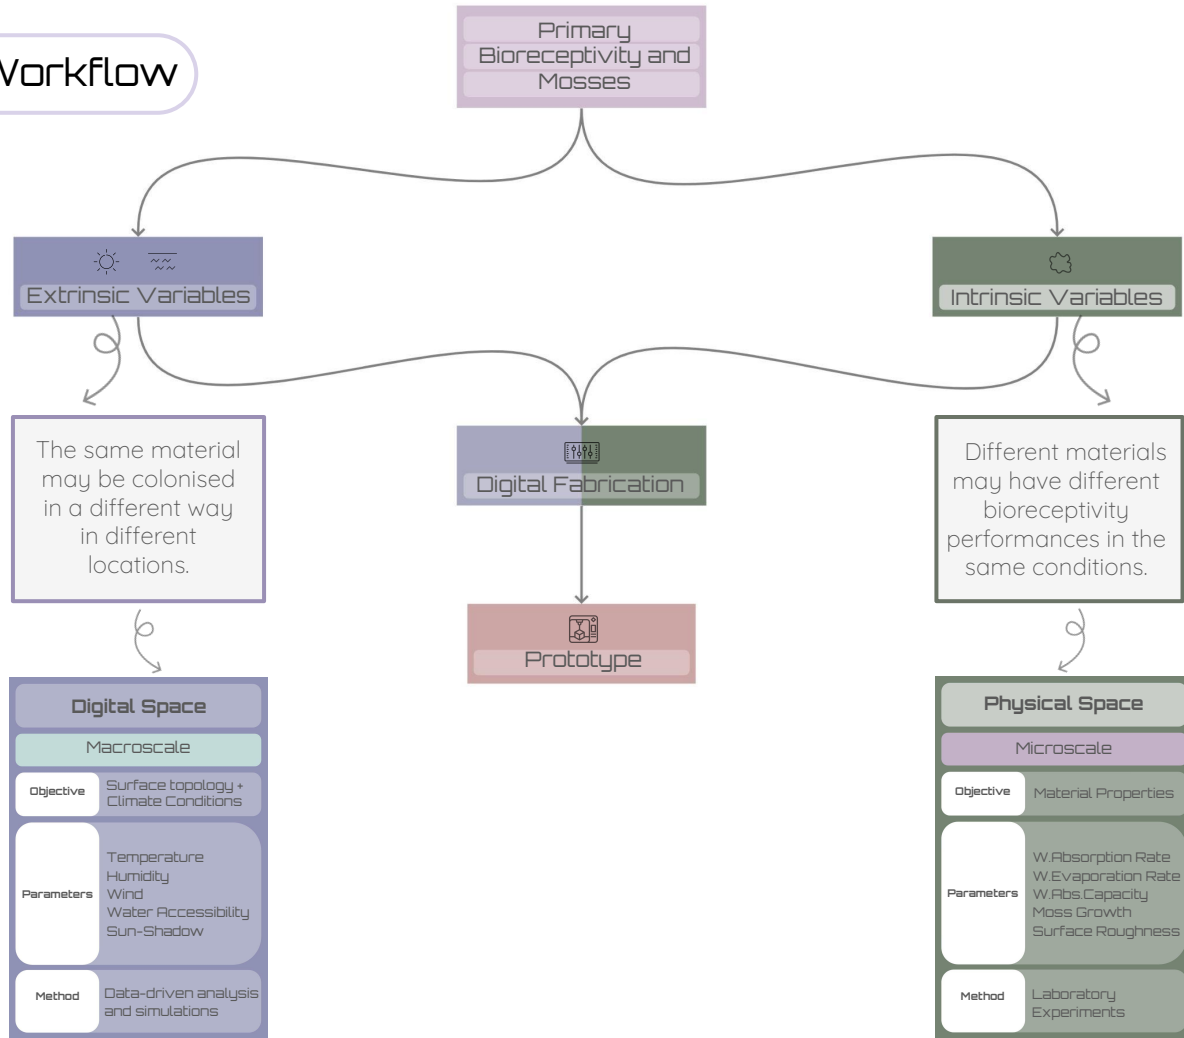 Workflow
Primary
Bioreceptivity and
Mosses
Extrinsic Variables
Intrinsic Variables
The same material
may be colonised
in a different way
in different
locations.
Digital Fabrication
Different materials
may have different
bioreceptivity
performances in the
same conditions.
Prototype
Digital Space
Macroscale
Objective
Surface topology +
Climate Conditions
Parameters
Temperature
Humidity
Wind
Water Accessibility
Sun-Shadow
Method
Data-driven analysis
and simulations
Physical Space
Microscale
Objective
Material Properties
Parameters
W.Absorption Rate
W.Evaporation Rate
W.Abs.Capacity
Moss Growth
Surface Roughness
Method
Laboratory
Experiments